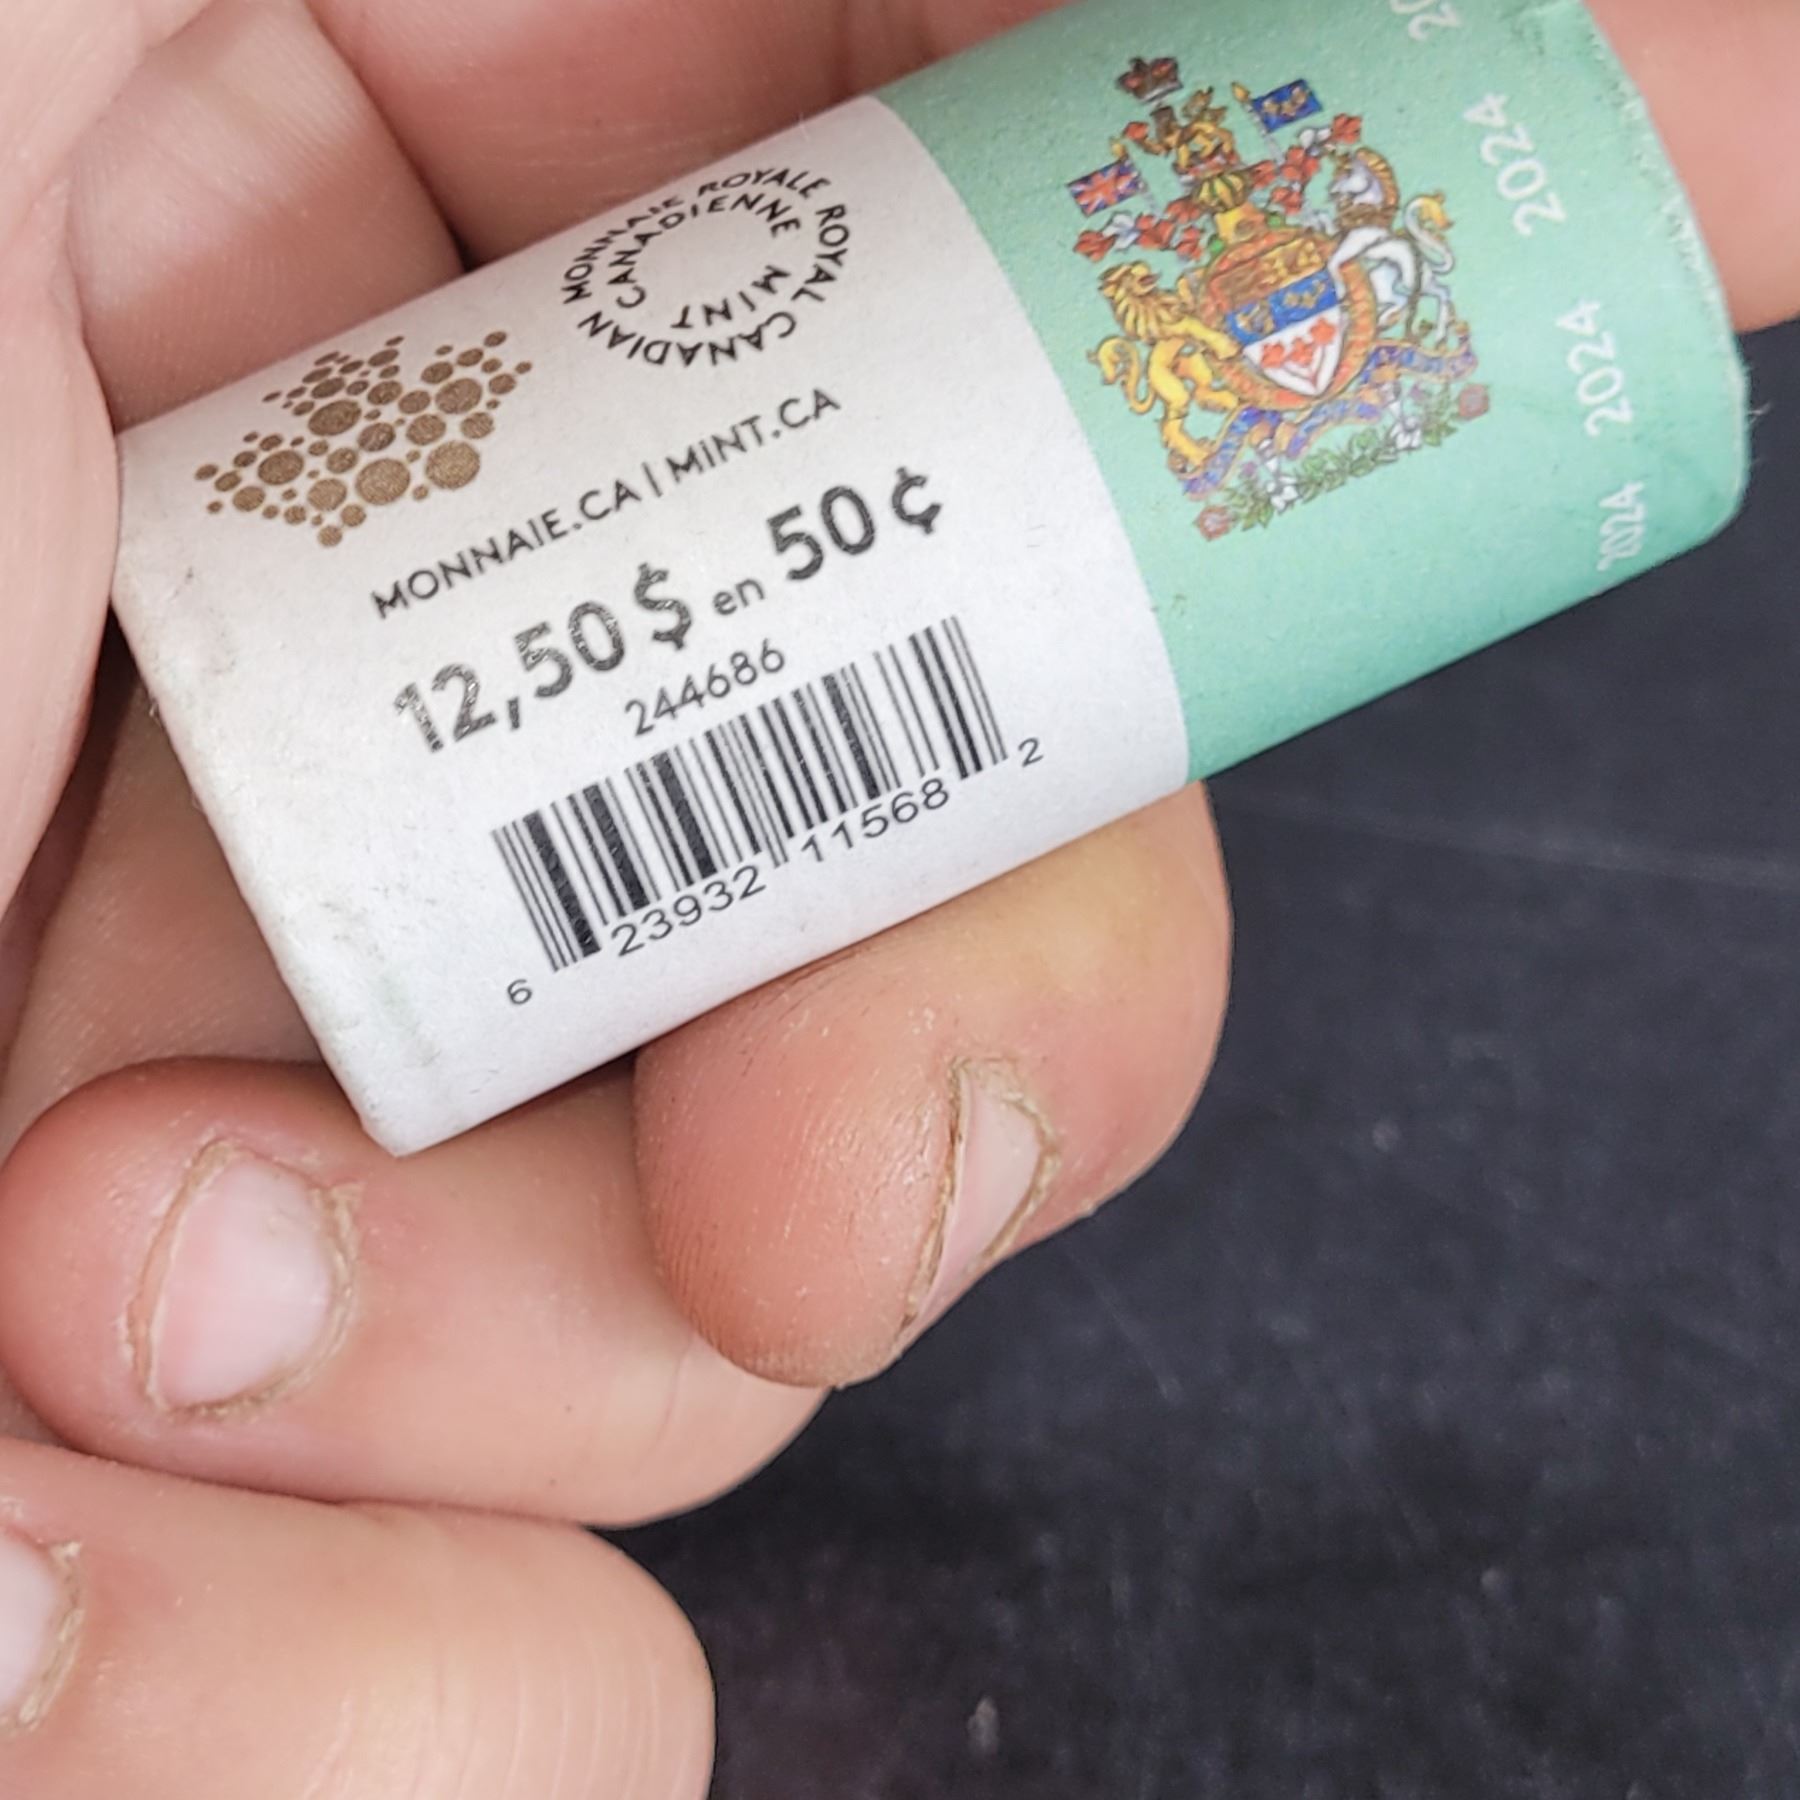 MONNAIE ROYALE
CANADIENNE
ROYAL CANADIAN
MINT
MONNAIE.CA | MINT.CA
12,50 $ en 50 ¢
244686
6 23932 11568 2
20
2024
2024
2024
2024